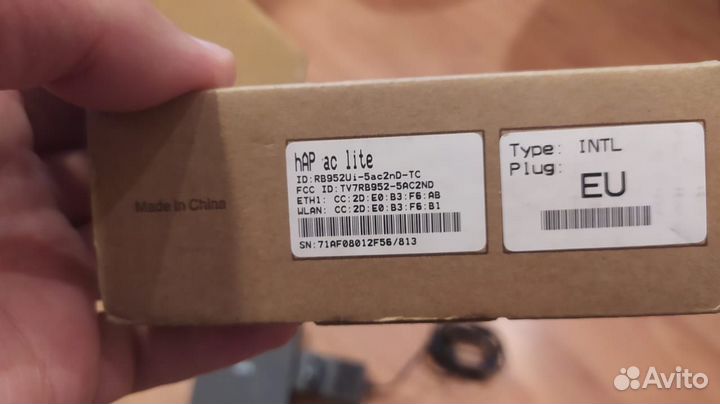 Made in China
hAP ac lite
ID:RB952Ui-5ac2nD-TC
FCC ID:TV7RB952-5AC2ND
ETH1: CC:2D:E0:B3:F6:AB
WLAN: CC:2D:E0:B3:F6:B1
SN:71AF08012F56/813
Type: INTL
Plug:
EU
Avito